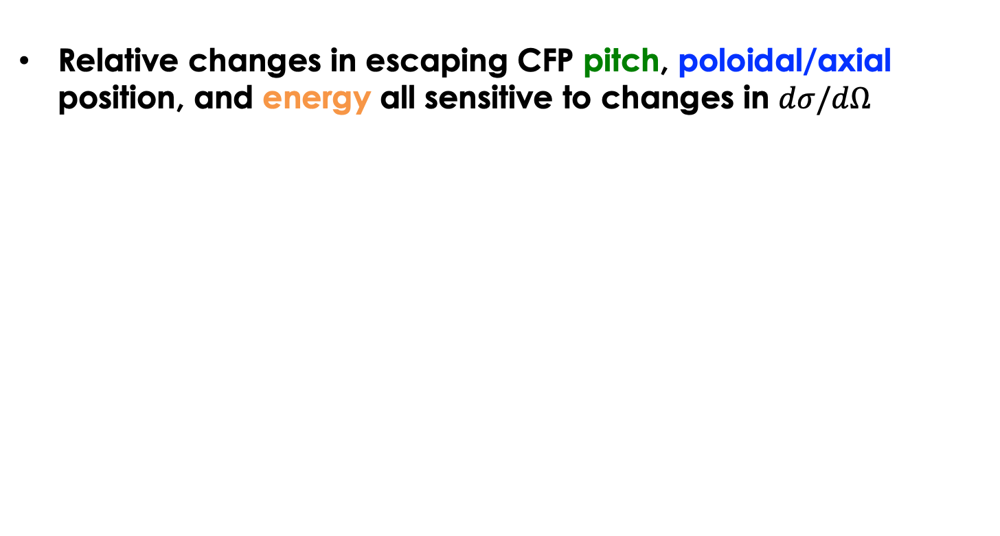 • Relative changes in escaping CFP pitch, poloidal/axial
position, and energy all sensitive to changes in 𝑑𝜎/𝑑Ω